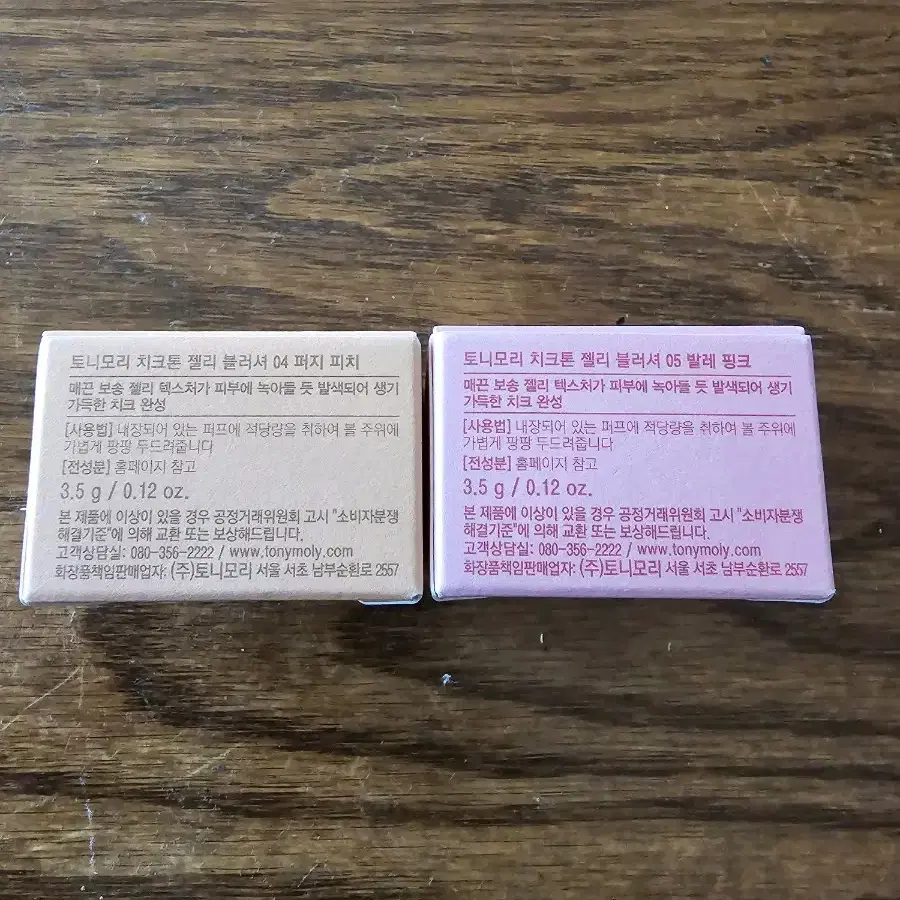 토니모리 치크톤 젤리 블러셔 04 퍼지 피치
매끈 보송 젤리 텍스처가 피부에 녹아들 듯 발색되어 생기
가득한 치크 완성
[사용법] 내장되어 있는 퍼프에 적당량을 취하여 볼 주위에
가볍게 팡팡 두드려줍니다
[전성분] 홈페이지 참고
3.5 g / 0.12 oz.
본 제품에 이상이 있을 경우 공정거래위원회 고시 "소비자분쟁
해결기준"에 의해 교환 또는 보상해드립니다.
고객상담실: 080-356-2222 / www.tonymoly.com
화장품책임판매업자: (주)토니모리 서울 서초 남부순환로 2557
토니모리 치크톤 젤리 블러셔 05 발레 핑크
매끈 보송 젤리 텍스처가 피부에 녹아들 듯 발색되어 생기
가득한 치크 완성
[사용법] 내장되어 있는 퍼프에 적당량을 취하여 볼 주위에
가볍게 팡팡 두드려줍니다
[전성분] 홈페이지 참고
3.5 g / 0.12 oz.
본 제품에 이상이 있을 경우 공정거래위원회 고시 "소비자분쟁
해결기준"에 의해 교환 또는 보상해드립니다.
고객상담실: 080-356-2222 / www.tonymoly.com
화장품책임판매업자: (주)토니모리 서울 서초 남부순환로 2557